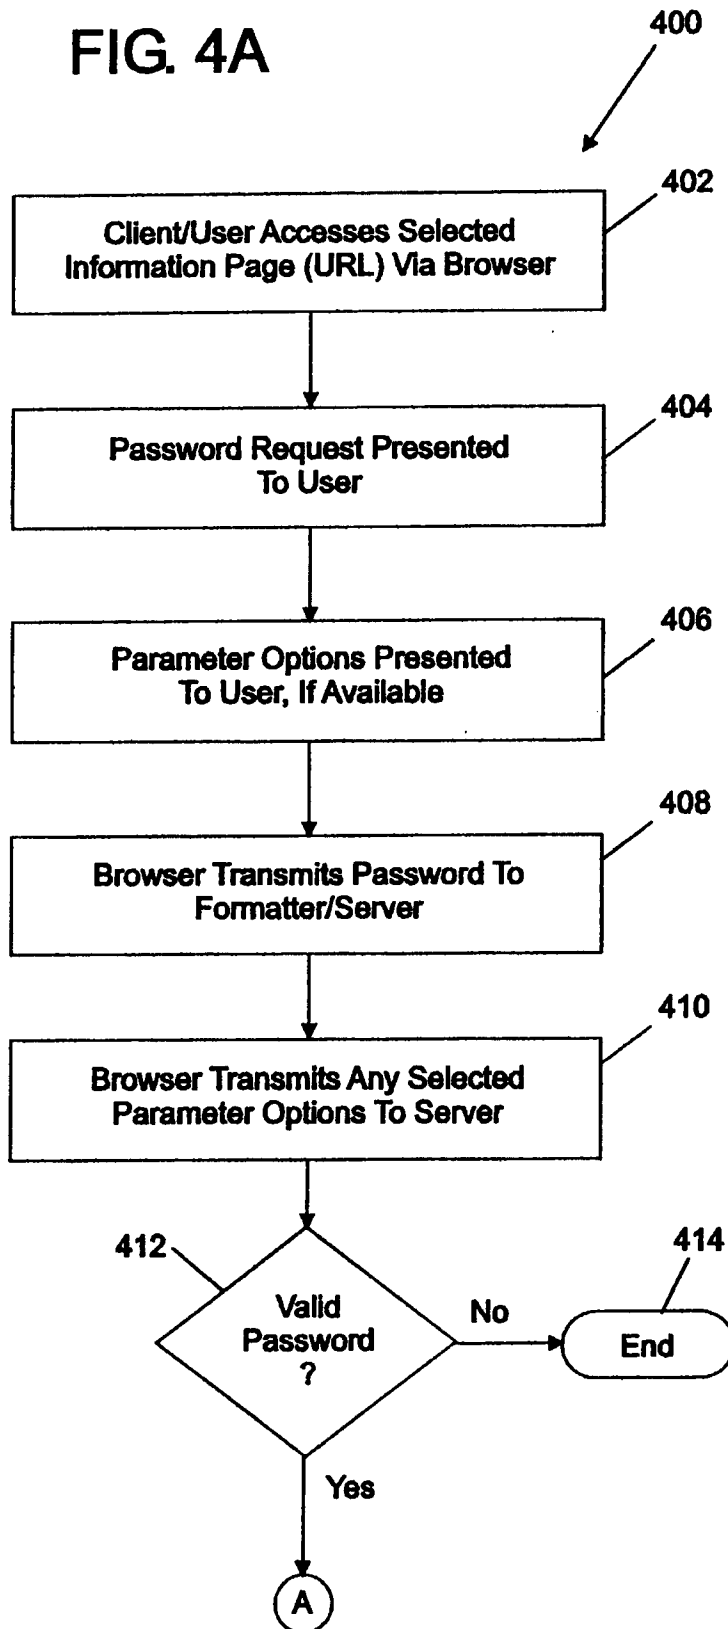 FIG. 4A
400
402
Client/User Accesses Selected
Information Page (URL) Via Browser
404
Password Request Presented
To User
406
Parameter Options Presented
To User, If Available
408
Browser Transmits Password To
Formatter/Server
410
Browser Transmits Any Selected
Parameter Options To Server
412
Valid
Password
?
No
414
End
Yes
A